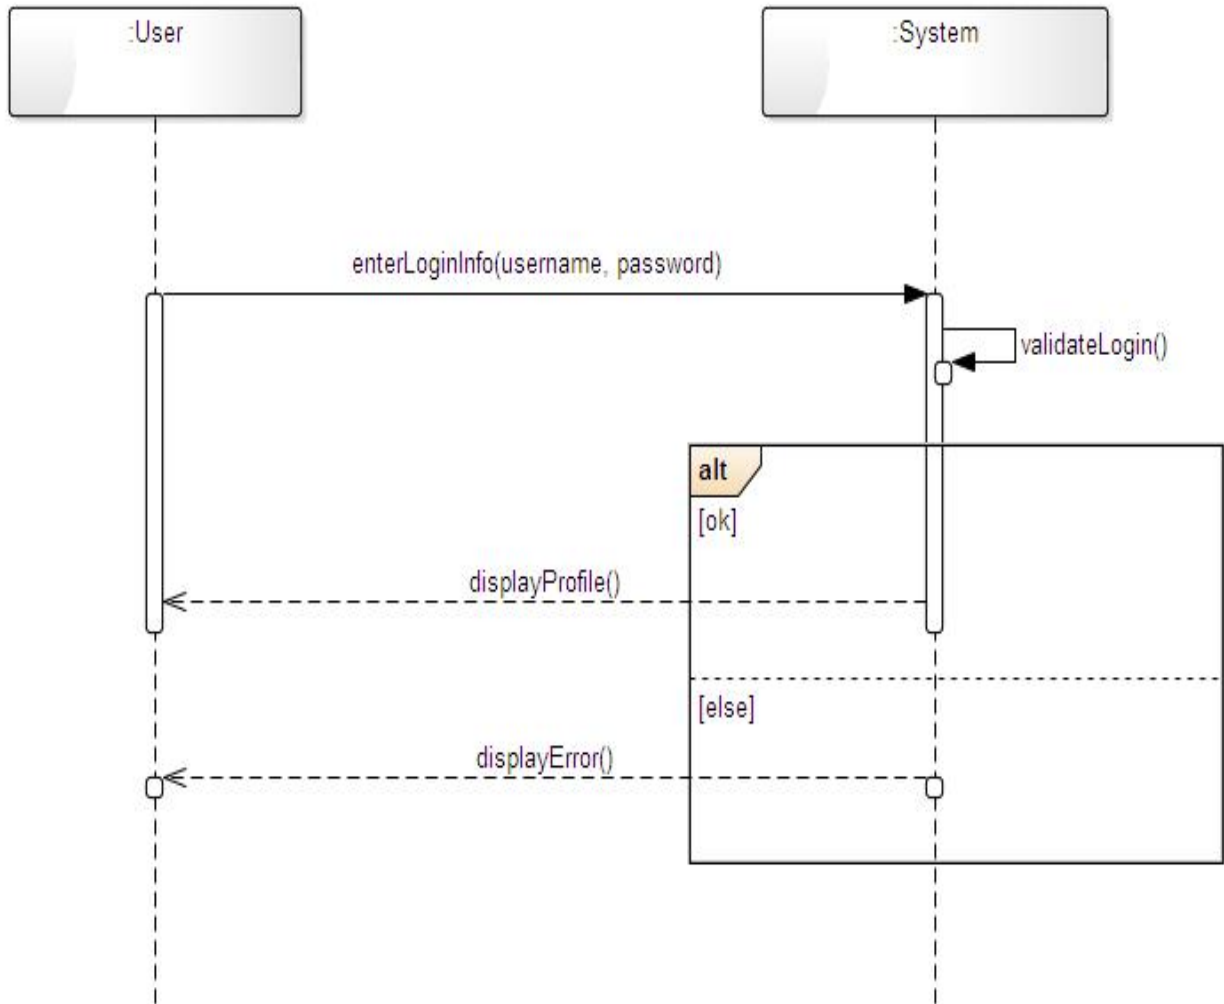 :User
:System
enterLoginInfo(username, password)
validateLogin()
alt
[ok]
displayProfile()
[else]
displayError()